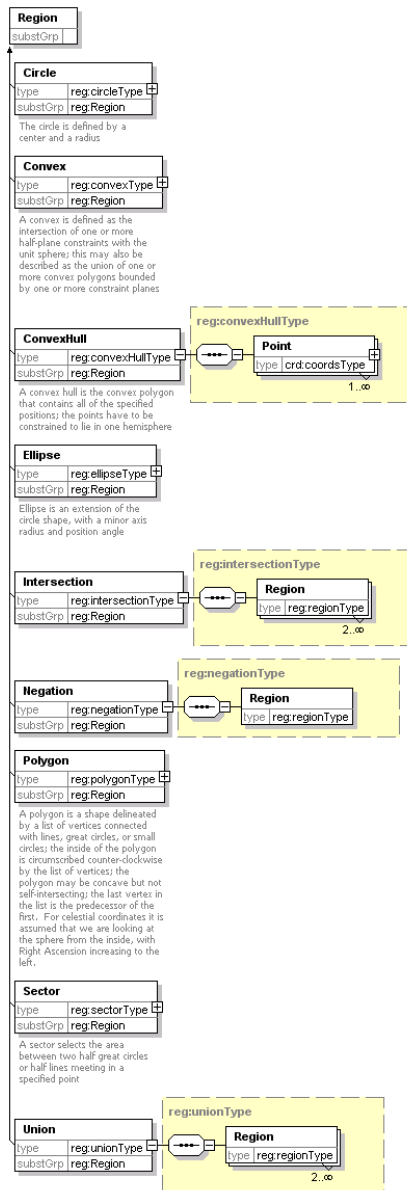 Region
substGrp
Circle
type reg:circleType
substGrp reg:Region
The circle is defined by a
center and a radius
Convex
type reg:convexType
substGrp reg:Region
A convex is defined as the
intersection of one or more
half-plane constraints with the
unit sphere; this may also be
described as the union of one or
more convex polygons bounded
by one or more constraint planes
reg:convexHullType
ConvexHull
type reg:convexHullType
substGrp reg:Region
Point
type crd:coordsType
1..∞
A convex hull is the convex polygon
that contains all of the specified
positions; the points have to be
constrained to lie in one hemisphere
Ellipse
type reg:ellipseType
substGrp reg:Region
Ellipse is an extension of the
circle shape, with a minor axis
radius and position angle
reg:intersectionType
Intersection
type reg:intersectionType
substGrp reg:Region
Region
type reg:regionType
2..∞
reg:negationType
Negation
type reg:negationType
substGrp reg:Region
Region
type reg:regionType
Polygon
type reg:polygonType
substGrp reg:Region
A polygon is a shape delineated
by a list of vertices connected
with lines, great circles, or small
circles; the inside of the polygon
is circumscribed counter-clockwise
by the list of vertices; the
polygon may be concave but not
self-intersecting; the last vertex in
the list is the predecessor of the
first. For celestial coordinates it is
assumed that we are looking at
the sphere from the inside, with
Right Ascension increasing to the
left.
Sector
type reg:sectorType
substGrp reg:Region
A sector selects the area
between two half great circles
or half lines meeting in a
specified point
reg:unionType
Union
type reg:unionType
substGrp reg:Region
Region
type reg:regionType
2..∞